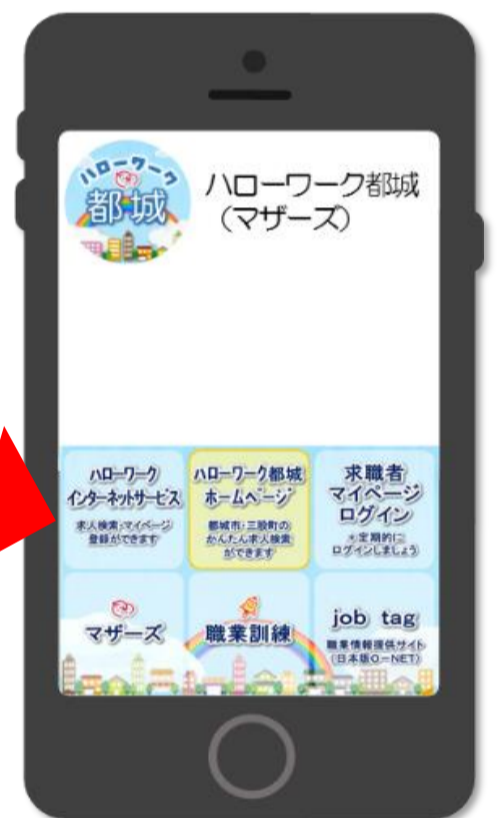 ハローワーク
都城
ハローワーク都城
（マザーズ）
ハローワーク
インターネットサービス
求人検索・マイページ
登録ができます
ハローワーク都城
ホームページ
都城市・三股町の
かんたん求人検索
ができます
求職者
マイページ
ログイン
＊定期的に
ログインしましょう
マザーズ
職業訓練
job tag
職業情報提供サイト
（日本版O－NET）